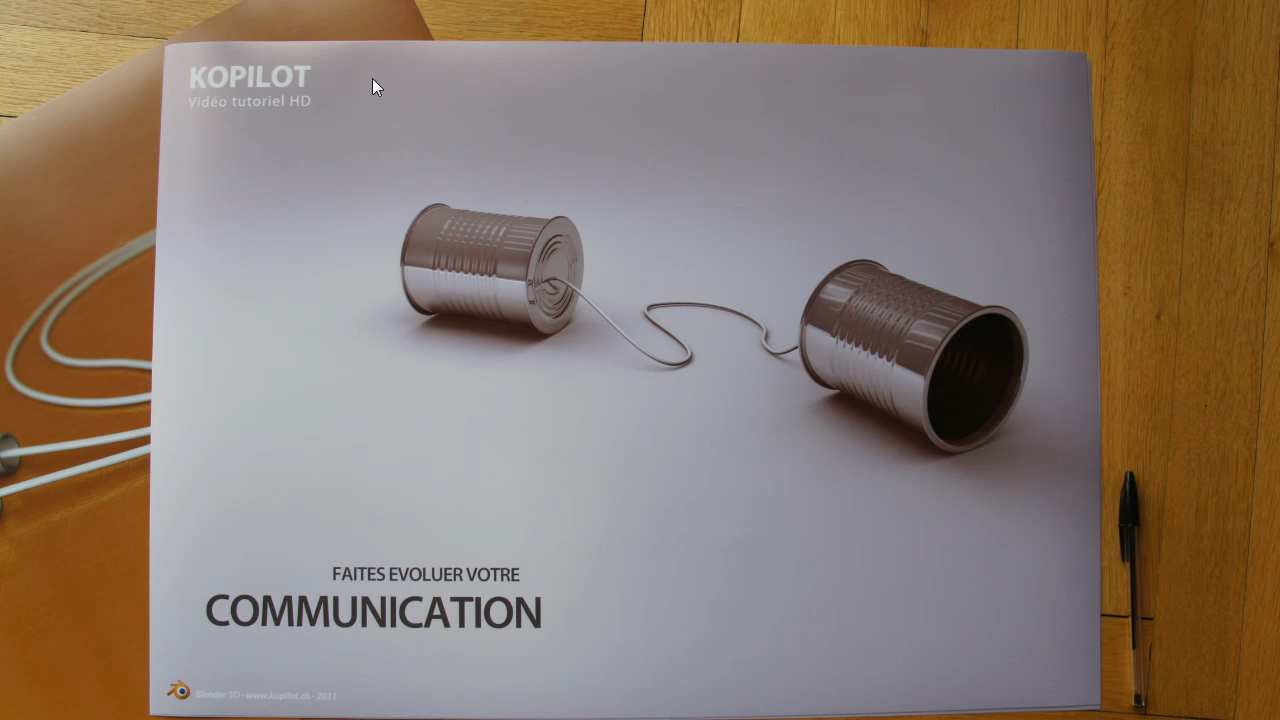 KOPILOT
Vidéo tutoriel HD
FAITES EVOLUER VOTRE
COMMUNICATION
Blender 3D - www.kopilot.ch - 2011